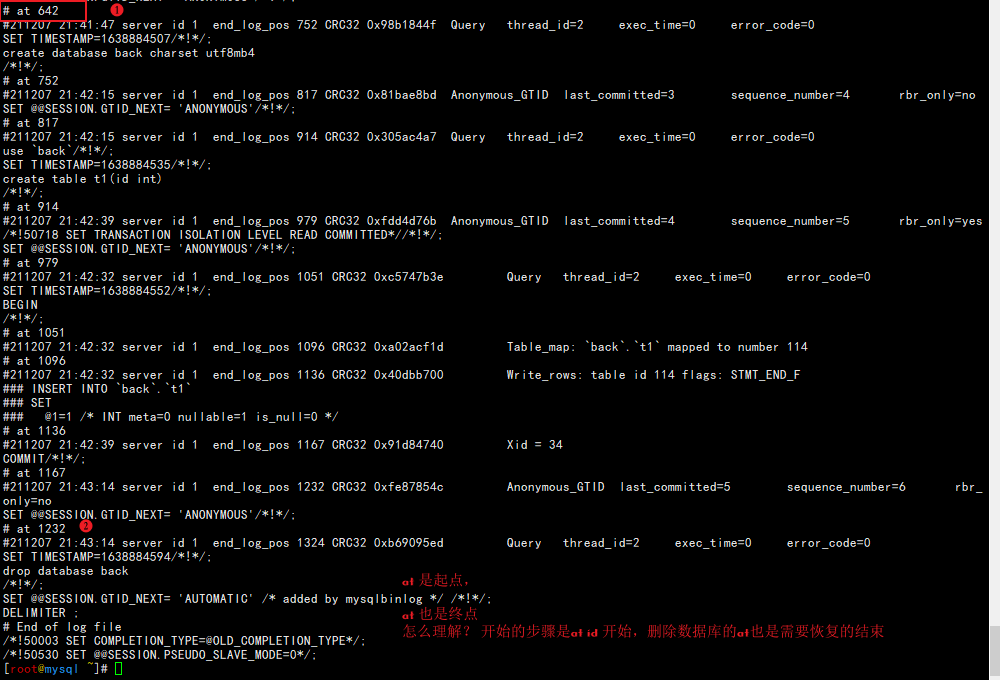 # at 642 1
#211207 21:41:47 server id 1  end_log_pos 752 CRC32 0x98b1844f  Query   thread_id=2     exec_time=0     error_code=0
SET TIMESTAMP=1638884507/*!*/;
create database back charset utf8mb4
/*!*/;
# at 752
#211207 21:42:15 server id 1  end_log_pos 817 CRC32 0x81bae8bd  Anonymous_GTID  last_committed=3        sequence_number=4       rbr_only=no
SET @@SESSION.GTID_NEXT= 'ANONYMOUS'/*!*/;
# at 817
#211207 21:42:15 server id 1  end_log_pos 914 CRC32 0x305ac4a7  Query   thread_id=2     exec_time=0     error_code=0
use `back`/*!*/;
SET TIMESTAMP=1638884535/*!*/;
create table t1(id int)
/*!*/;
# at 914
#211207 21:42:39 server id 1  end_log_pos 979 CRC32 0xfdd4d76b  Anonymous_GTID  last_committed=4        sequence_number=5       rbr_only=yes
/*!50718 SET TRANSACTION ISOLATION LEVEL READ COMMITTED*//*!*/;
SET @@SESSION.GTID_NEXT= 'ANONYMOUS'/*!*/;
# at 979
#211207 21:42:32 server id 1  end_log_pos 1051 CRC32 0xc5747b3e         Query   thread_id=2     exec_time=0     error_code=0
SET TIMESTAMP=1638884552/*!*/;
BEGIN
/*!*/;
# at 1051
#211207 21:42:32 server id 1  end_log_pos 1096 CRC32 0xa02acf1d         Table_map: `back`.`t1` mapped to number 114
# at 1096
#211207 21:42:32 server id 1  end_log_pos 1136 CRC32 0x40dbb700         Write_rows: table id 114 flags: STMT_END_F
### INSERT INTO `back`.`t1`
### SET
###   @1=1 /* INT meta=0 nullable=1 is_null=0 */
# at 1136
#211207 21:42:39 server id 1  end_log_pos 1167 CRC32 0x91d84740         Xid = 34
COMMIT/*!*/;
# at 1167
#211207 21:43:14 server id 1  end_log_pos 1232 CRC32 0xfe87854c         Anonymous_GTID  last_committed=5        sequence_number=6       rbr_
only=no
SET @@SESSION.GTID_NEXT= 'ANONYMOUS'/*!*/;
# at 1232 2
#211207 21:43:14 server id 1  end_log_pos 1324 CRC32 0xb69095ed         Query   thread_id=2     exec_time=0     error_code=0
SET TIMESTAMP=1638884594/*!*/;
drop database back
/*!*/;
at 是起点，
SET @@SESSION.GTID_NEXT= 'AUTOMATIC' /* added by mysqlbinlog */ /*!*/;
DELIMITER ;
at 也是终点
# End of log file
怎么理解？ 开始的步骤是at id 开始，删除数据库的at也是需要恢复的结束
/*!50003 SET COMPLETION_TYPE=@OLD_COMPLETION_TYPE*/;
/*!50530 SET @@SESSION.PSEUDO_SLAVE_MODE=0*/;
[root@mysql ~]#